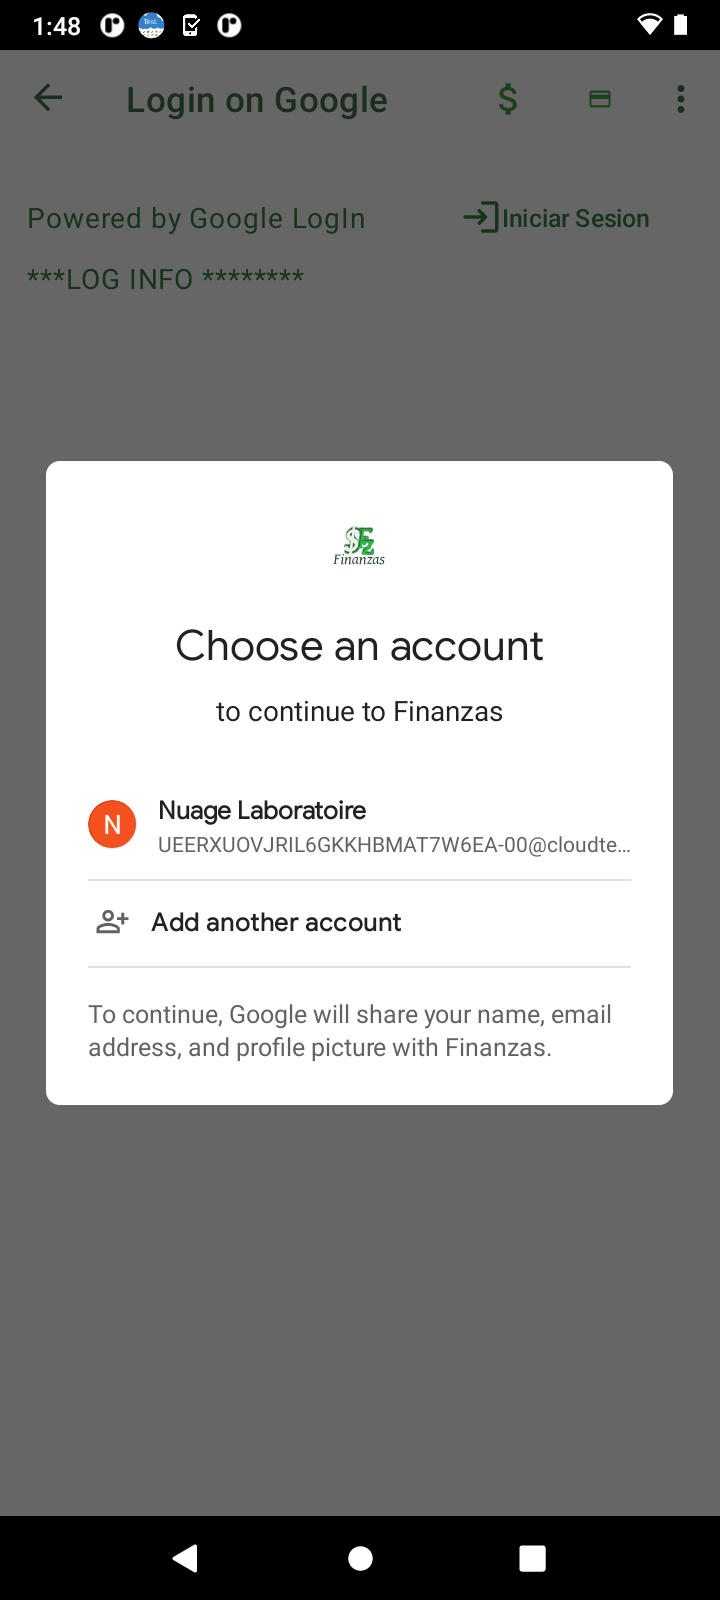 1:48
Login on Google
Powered by Google LogIn
Iniciar Sesion
***LOG INFO ********
Finanzas
Choose an account
to continue to Finanzas
N
Nuage Laboratoire
UEERXUOVJRIL6GKKHBMAT7W6EA-00@cloudte...
Add another account
To continue, Google will share your name, email
address, and profile picture with Finanzas.